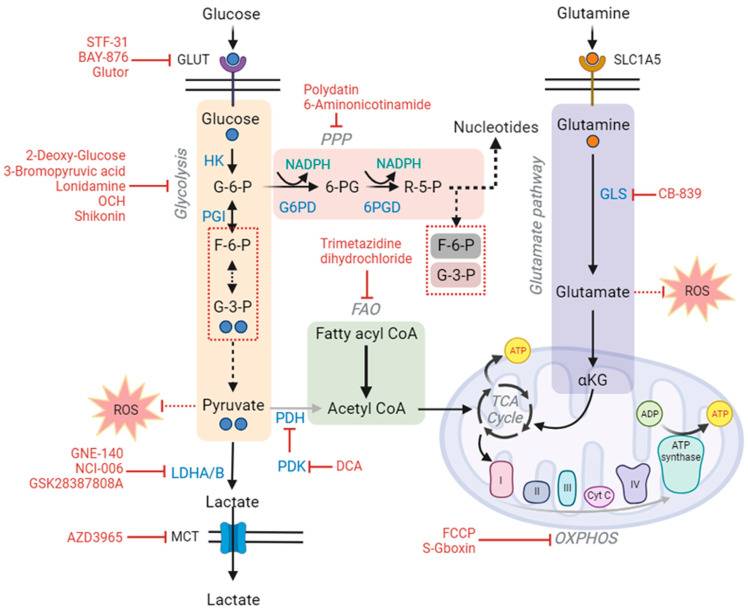 Glucose
Glutamine
STF-31
BAY-876
Glutor
GLUT
SLC1A5
Polydatin
6-Aminonicotinamide
Glucose
PPP
Nucleotides
Glutamine
2-Deoxy-Glucose
3-Bromopyruvic acid
Lonidamine
OCH
Shikonin
Glycolysis
HK
NADPH
NADPH
G-6-P
6-PG
R-5-P
G6PD
6PGD
GLS
CB-839
Glutamate pathway
PGI
F-6-P
Trimetazidine
dihydrochloride
F-6-P
G-3-P
G-3-P
FAO
Glutamate
ROS
Fatty acyl CoA
ATP
αKG
ROS
Pyruvate
Acetyl CoA
PDH
TCA
Cycle
ADP
ATP
ATP
synthase
GNE-140
NCI-006
GSK28387808A
LDHA/B
PDK
DCA
I
II
III
Cyt C
IV
Lactate
AZD3965
MCT
FCCP
S-Gboxin
OXPHOS
Lactate